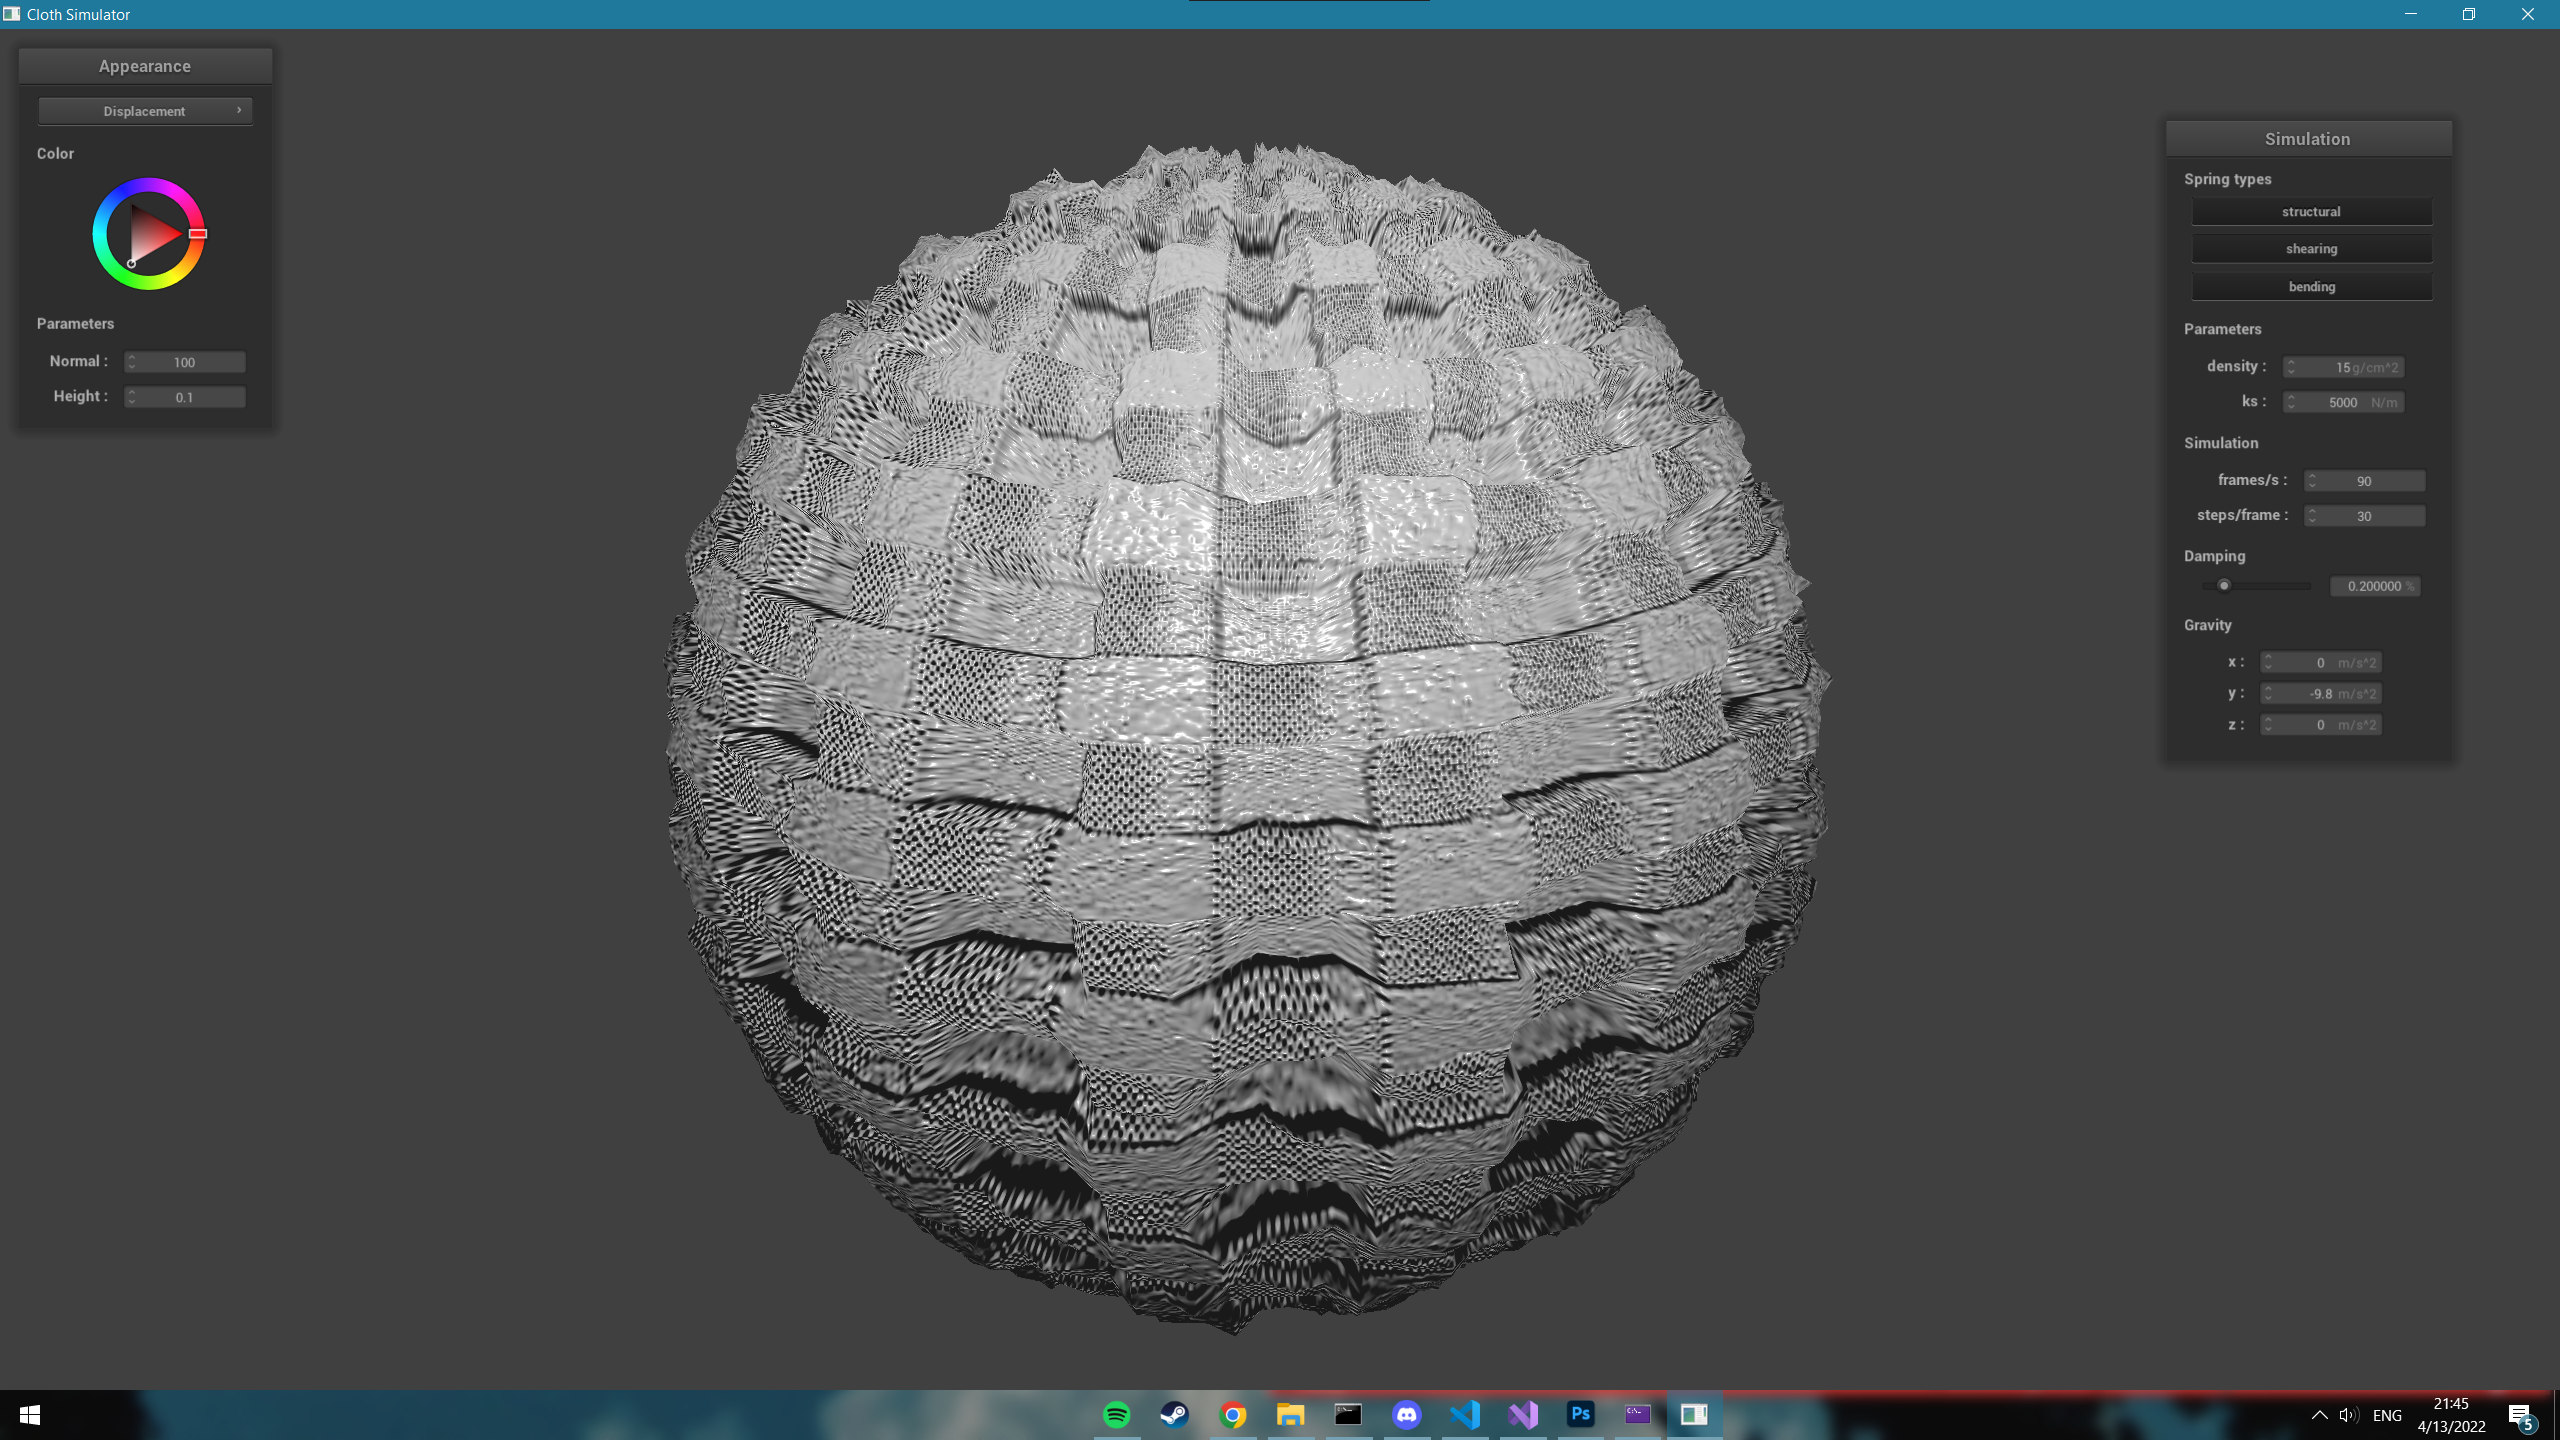 Cloth Simulator
Appearance
Displacement
Color
Parameters
Normal : 100
Height : 0.1
Simulation
Spring types
structural
shearing
bending
Parameters
density : 15 g/cm^2
ks : 5000 N/m
Simulation
frames/s : 90
steps/frame : 30
Damping
0.200000 %
Gravity
x : 0 m/s^2
y : -9.8 m/s^2
z : 0 m/s^2
Ps
ENG
21:45
4/13/2022
5